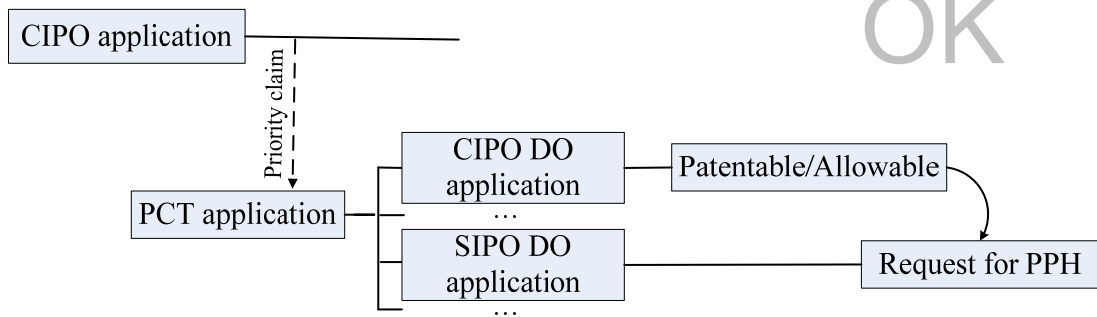 OK
CIPO application
Priority claim
CIPO DO
application
Patentable/Allowable
...
PCT application
SIPO DO
application
Request for PPH
...